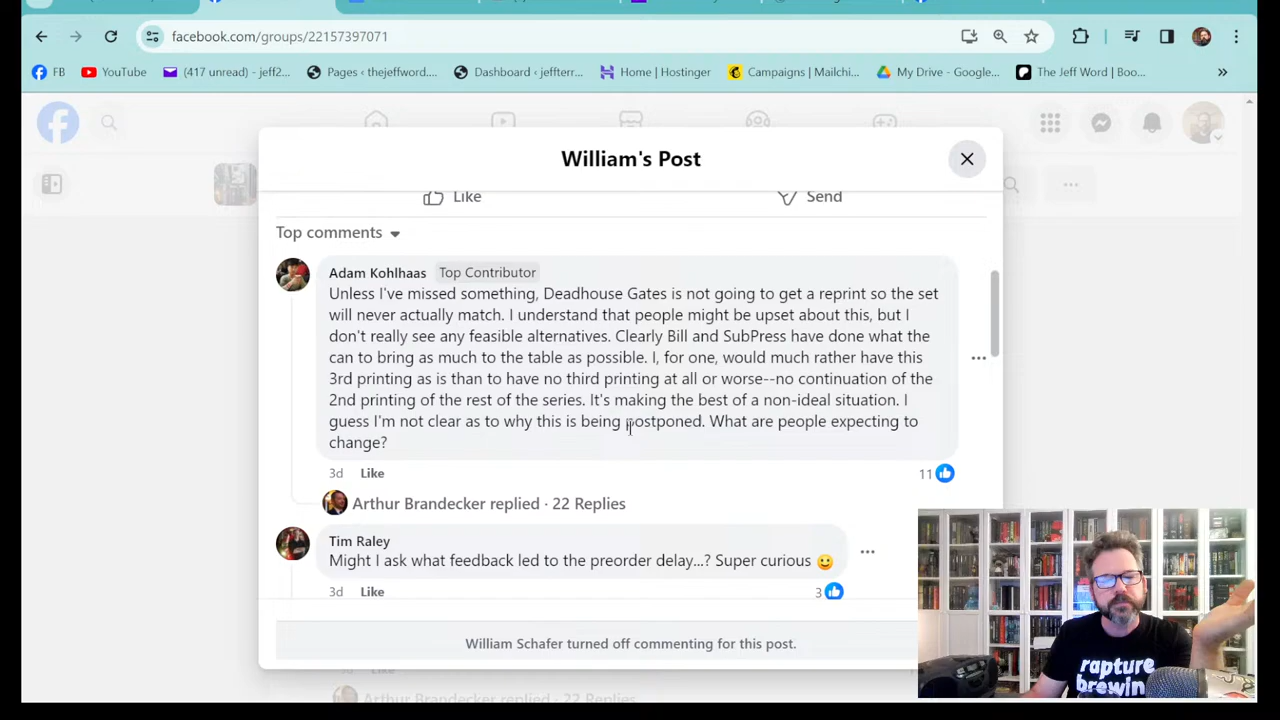 facebook.com/groups/22157397071
FB
YouTube
(417 unread) - jeff2...
Pages ‹ thejeffword....
Dashboard ‹ jeffterr...
Home | Hostinger
Campaigns | Mailchi...
My Drive - Google...
The Jeff Word | Boo...
»
William's Post
Like
Send
Top comments
Adam Kohlhaas Top Contributor
Unless I've missed something, Deadhouse Gates is not going to get a reprint so the set
will never actually match. I understand that people might be upset about this, but I
don't really see any feasible alternatives. Clearly Bill and SubPress have done what the
can to bring as much to the table as possible. I, for one, would much rather have this
3rd printing as is than to have no third printing at all or worse--no continuation of the
2nd printing of the rest of the series. It's making the best of a non-ideal situation. I
guess I'm not clear as to why this is being postponed. What are people expecting to
change?
3d Like
11
Arthur Brandecker replied · 22 Replies
Tim Raley
Might I ask what feedback led to the preorder delay...? Super curious
3d Like
3
William Schafer turned off commenting for this post.
Arthur Brandecker replied · 22 Replies
rapture
brewin